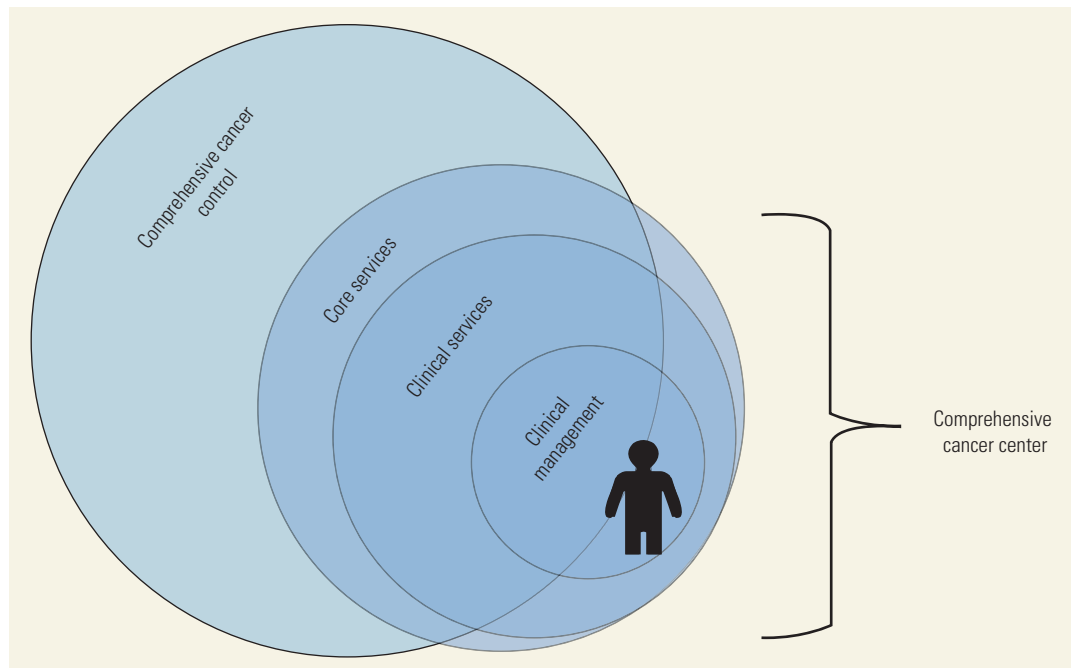 Comprehensive cancer
control
Core services
Clinical services
Clinical
management
Comprehensive
cancer center